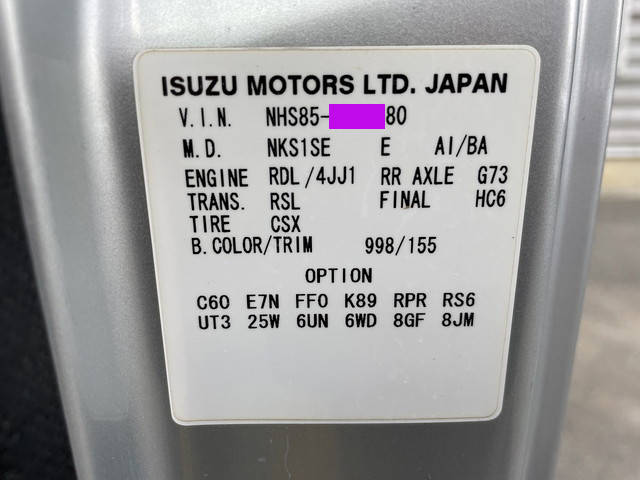 ISUZU MOTORS LTD. JAPAN
V.I.N. NHS85- 80
M.D. NKS1SE E AI/BA
ENGINE RDL/4JJ1 RR AXLE G73
TRANS. RSL FINAL HC6
TIRE CSX
B.COLOR/TRIM 998/155
OPTION
C60 E7N FF0 K89 RPR RS6
UT3 25W 6UN 6WD 8GF 8JM